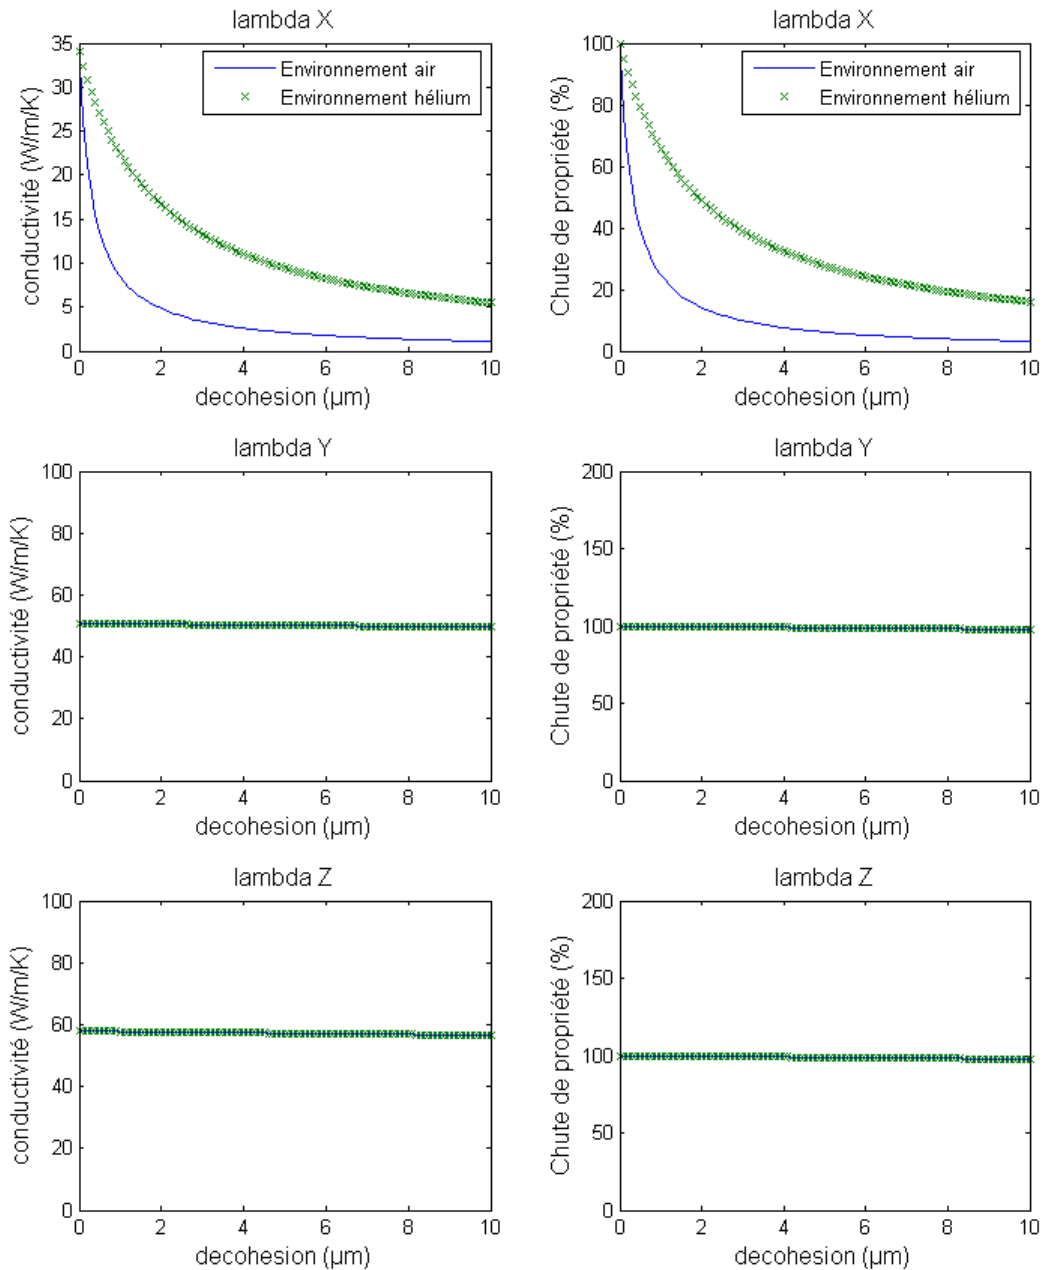 lambda X
conductivité (W/m/K)
35
30
25
20
15
10
5
0
Environnement air
Environnement hélium
0 2 4 6 8 10
decohesion (µm)
lambda X
Chute de propriété (%)
100
80
60
40
20
0
Environnement air
Environnement hélium
0 2 4 6 8 10
decohesion (µm)
lambda Y
conductivité (W/m/K)
100
80
60
40
20
0
0 2 4 6 8 10
decohesion (µm)
lambda Y
Chute de propriété (%)
200
150
100
50
0
0 2 4 6 8 10
decohesion (µm)
lambda Z
conductivité (W/m/K)
100
80
60
40
20
0
0 2 4 6 8 10
decohesion (µm)
lambda Z
Chute de propriété (%)
200
150
100
50
0
0 2 4 6 8 10
decohesion (µm)